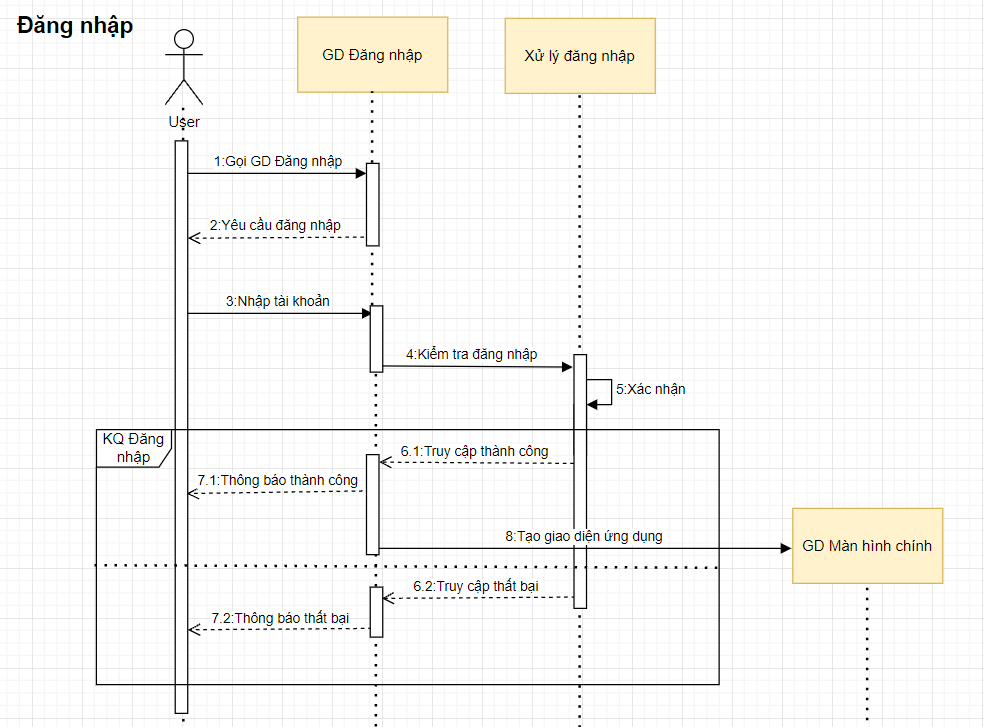 Đăng nhập
GD Đăng nhập
Xử lý đăng nhập
User
1:Gọi GD Đăng nhập
2:Yêu cầu đăng nhập
3:Nhập tài khoản
4:Kiểm tra đăng nhập
5:Xác nhận
KQ Đăng
nhập
6.1:Truy cập thành công
7.1:Thông báo thành công
8:Tạo giao diện ứng dụng
GD Màn hình chính
6.2:Truy cập thất bại
7.2:Thông báo thất bại